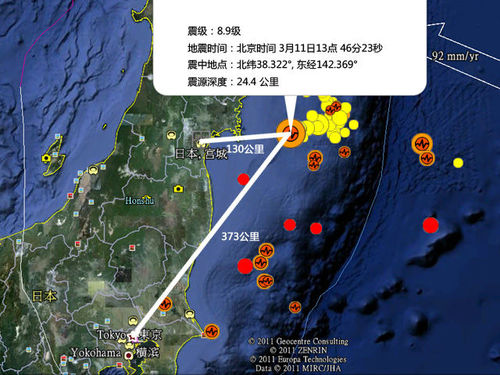 震级：8.9级
地震时间：北京时间 3月11日13点 46分23秒
震中地点：北纬38.322°, 东经142.369°
震源深度：24.4 公里
92 mm/yr
日本, 宫城
130公里
Honshu
373公里
日本
Tokyo 東京
Yokohama 横滨
© 2011 Geocentre Consulting
© 2011 ZENRIN
© 2011 Europa Technologies
Data © 2011 MIRC/JHA